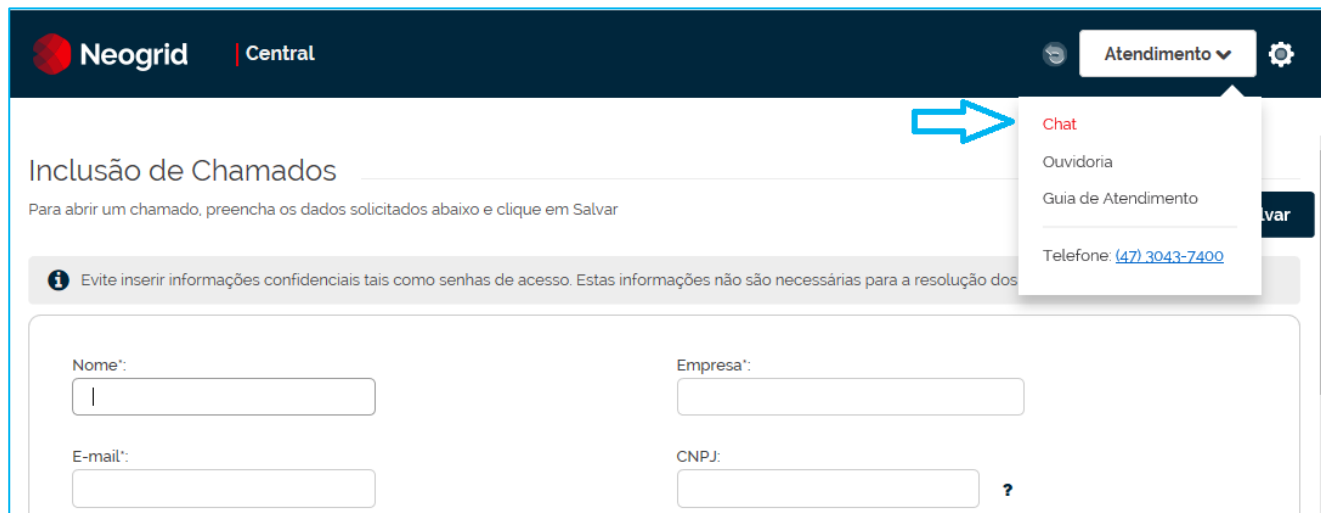 Neogrid
Central
Atendimento
Chat
Ouvidoria
Guia de Atendimento
Telefone: (47) 3043-7400
Inclusão de Chamados
Para abrir um chamado, preencha os dados solicitados abaixo e clique em Salvar
lvar
Evite inserir informações confidenciais tais como senhas de acesso. Estas informações não são necessárias para a resolução dos
Nome*:
Empresa*:
E-mail*:
CNPJ:
?